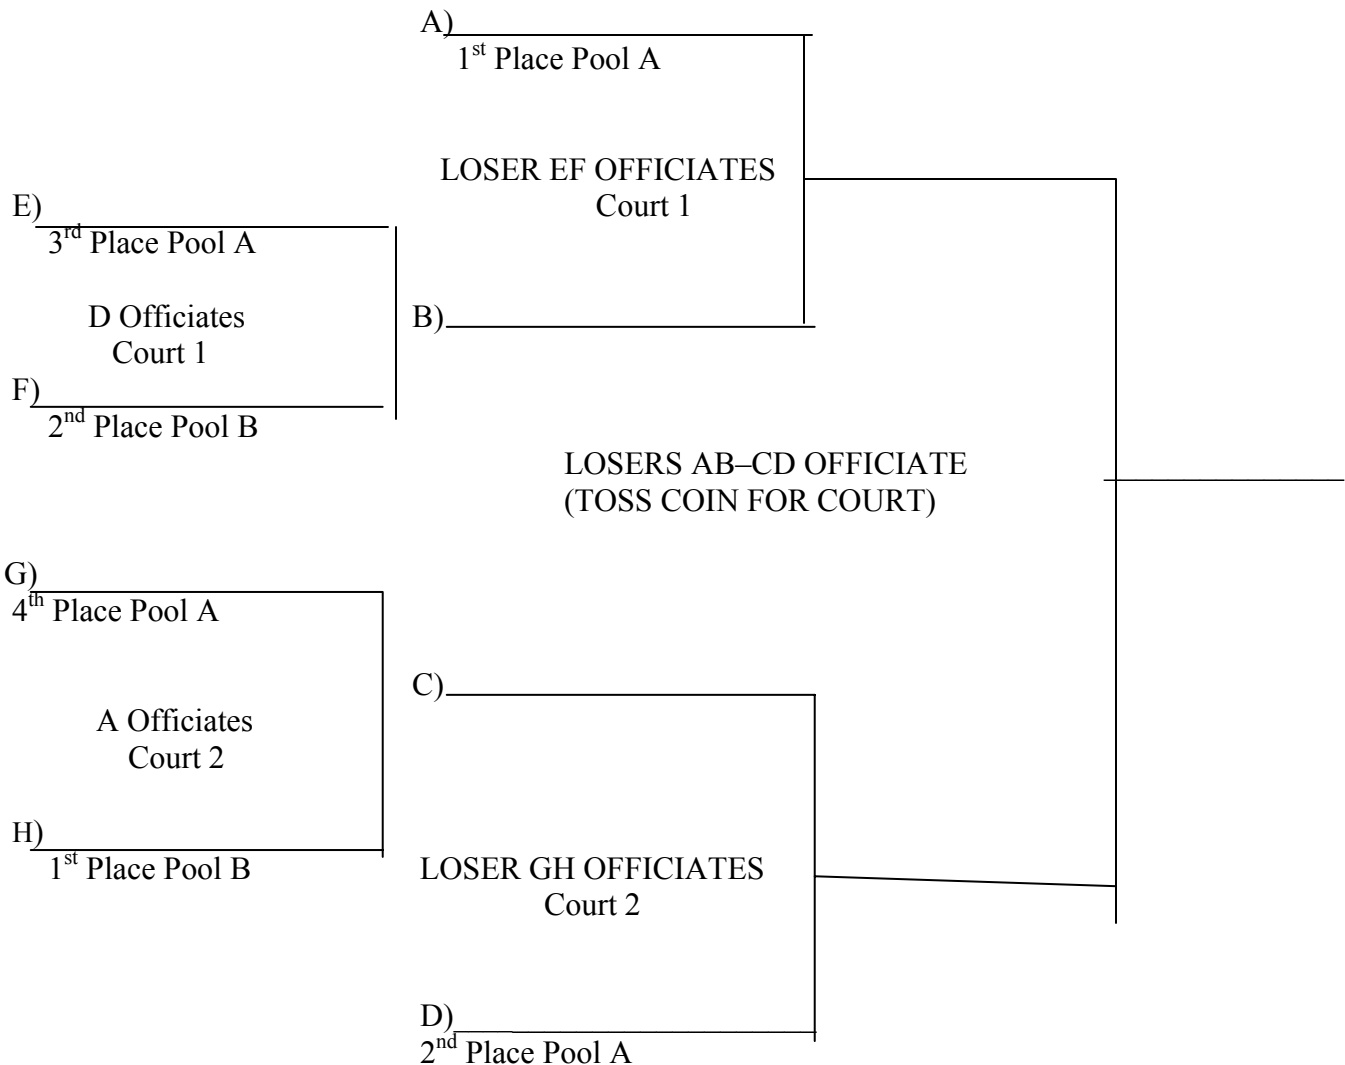 A)
1st Place Pool A
LOSER EF OFFICIATES
Court 1
E)
3rd Place Pool A
D Officiates
Court 1
B)
F)
2nd Place Pool B
LOSERS AB–CD OFFICIATE
(TOSS COIN FOR COURT)
G)
4th Place Pool A
C)
A Officiates
Court 2
H)
1st Place Pool B
LOSER GH OFFICIATES
Court 2
D)
2nd Place Pool A